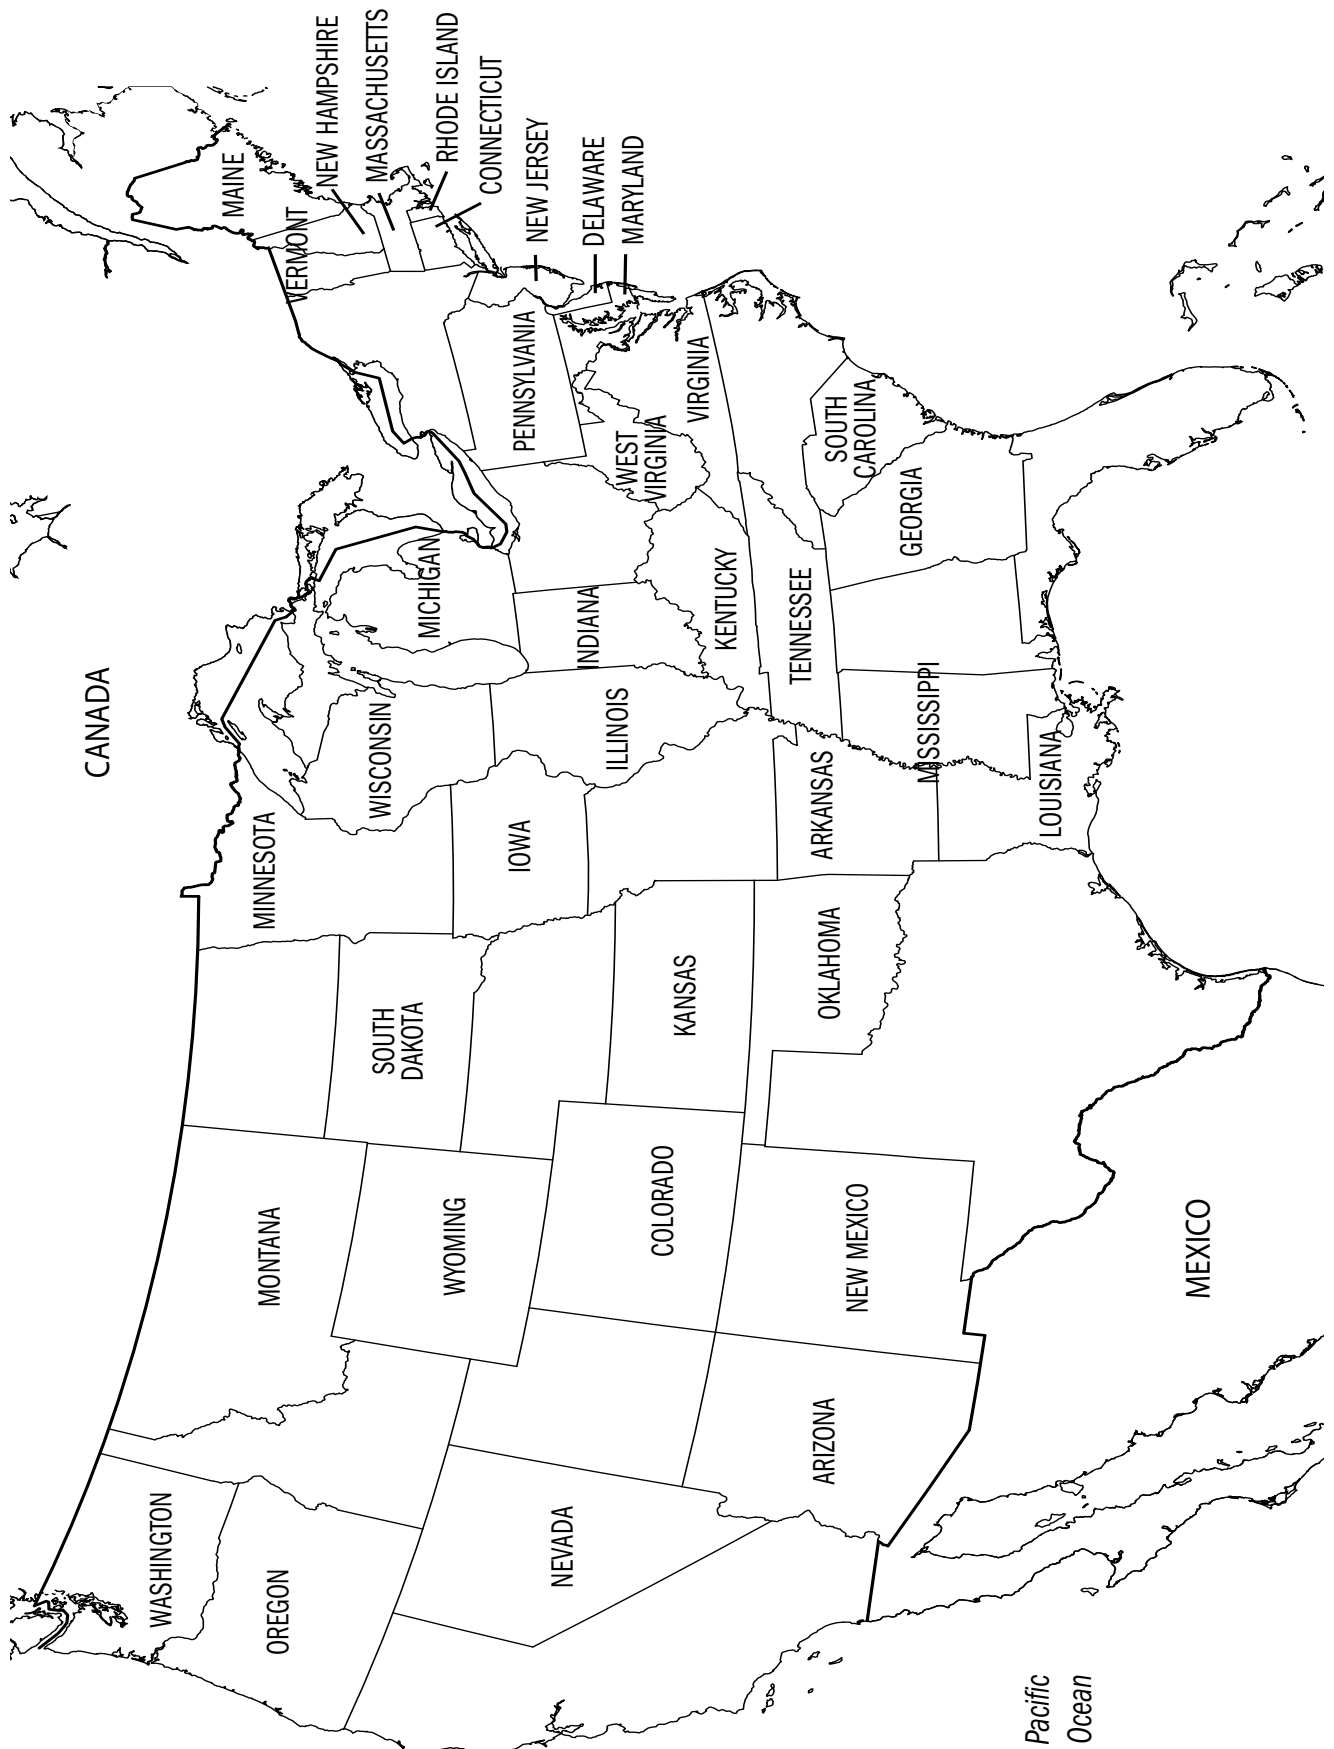 CANADA
WASHINGTON
OREGON
NEVADA
ARIZONA
MONTANA
WYOMING
COLORADO
NEW MEXICO
SOUTH
DAKOTA
KANSAS
OKLAHOMA
MINNESOTA
IOWA
ARKANSAS
LOUISIANA
WISCONSIN
ILLINOIS
MISSISSIPPI
MICHIGAN
INDIANA
KENTUCKY
TENNESSEE
GEORGIA
SOUTH
CAROLINA
WEST
VIRGINIA
VIRGINIA
PENNSYLVANIA
VERMONT
MAINE
NEW HAMPSHIRE
MASSACHUSETTS
RHODE ISLAND
CONNECTICUT
NEW JERSEY
DELAWARE
MARYLAND
MEXICO
Pacific
Ocean